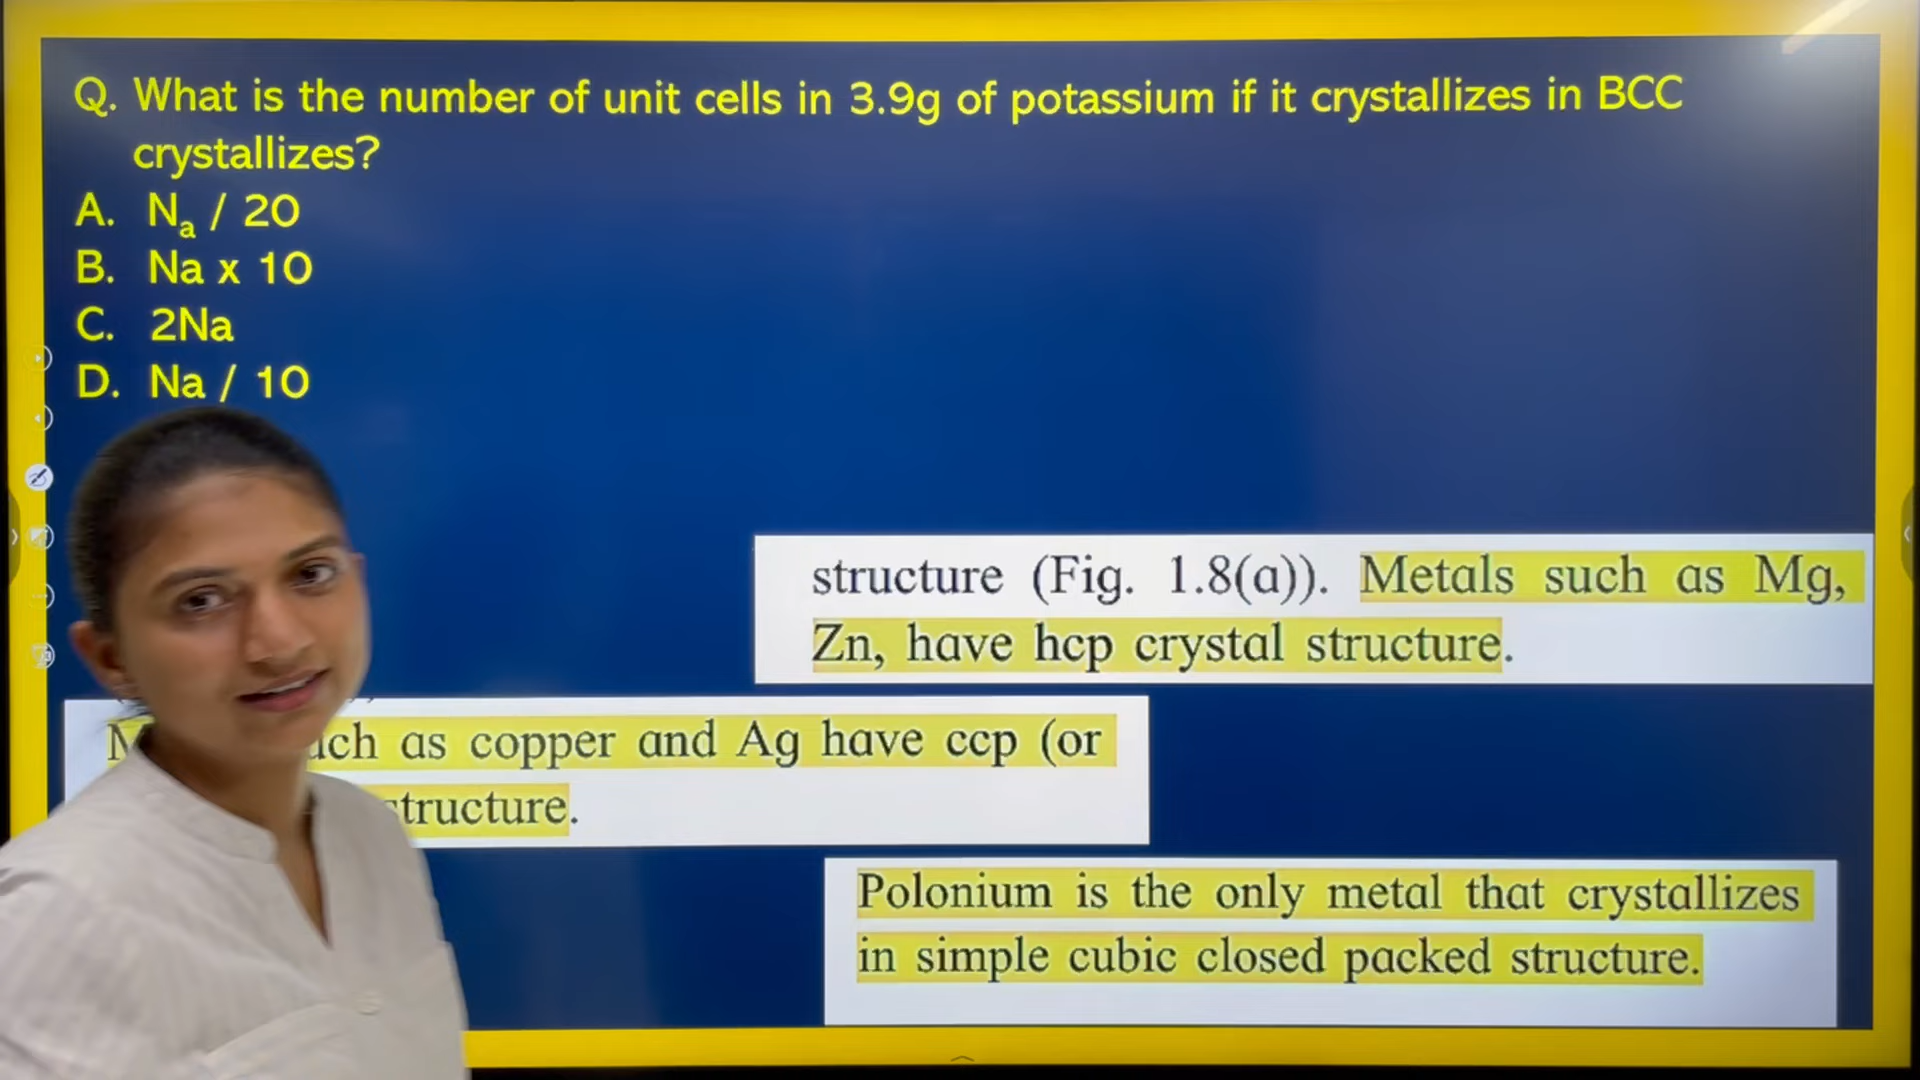 Q. What is the number of unit cells in 3.9g of potassium if it crystallizes in BCC
crystallizes?
A. Nₐ / 20
B. Na x 10
C. 2Na
D. Na / 10
structure (Fig. 1.8(a)). Metals such as Mg,
Zn, have hcp crystal structure.
as copper and Ag have ccp (or
structure.
Polonium is the only metal that crystallizes
in simple cubic closed packed structure.